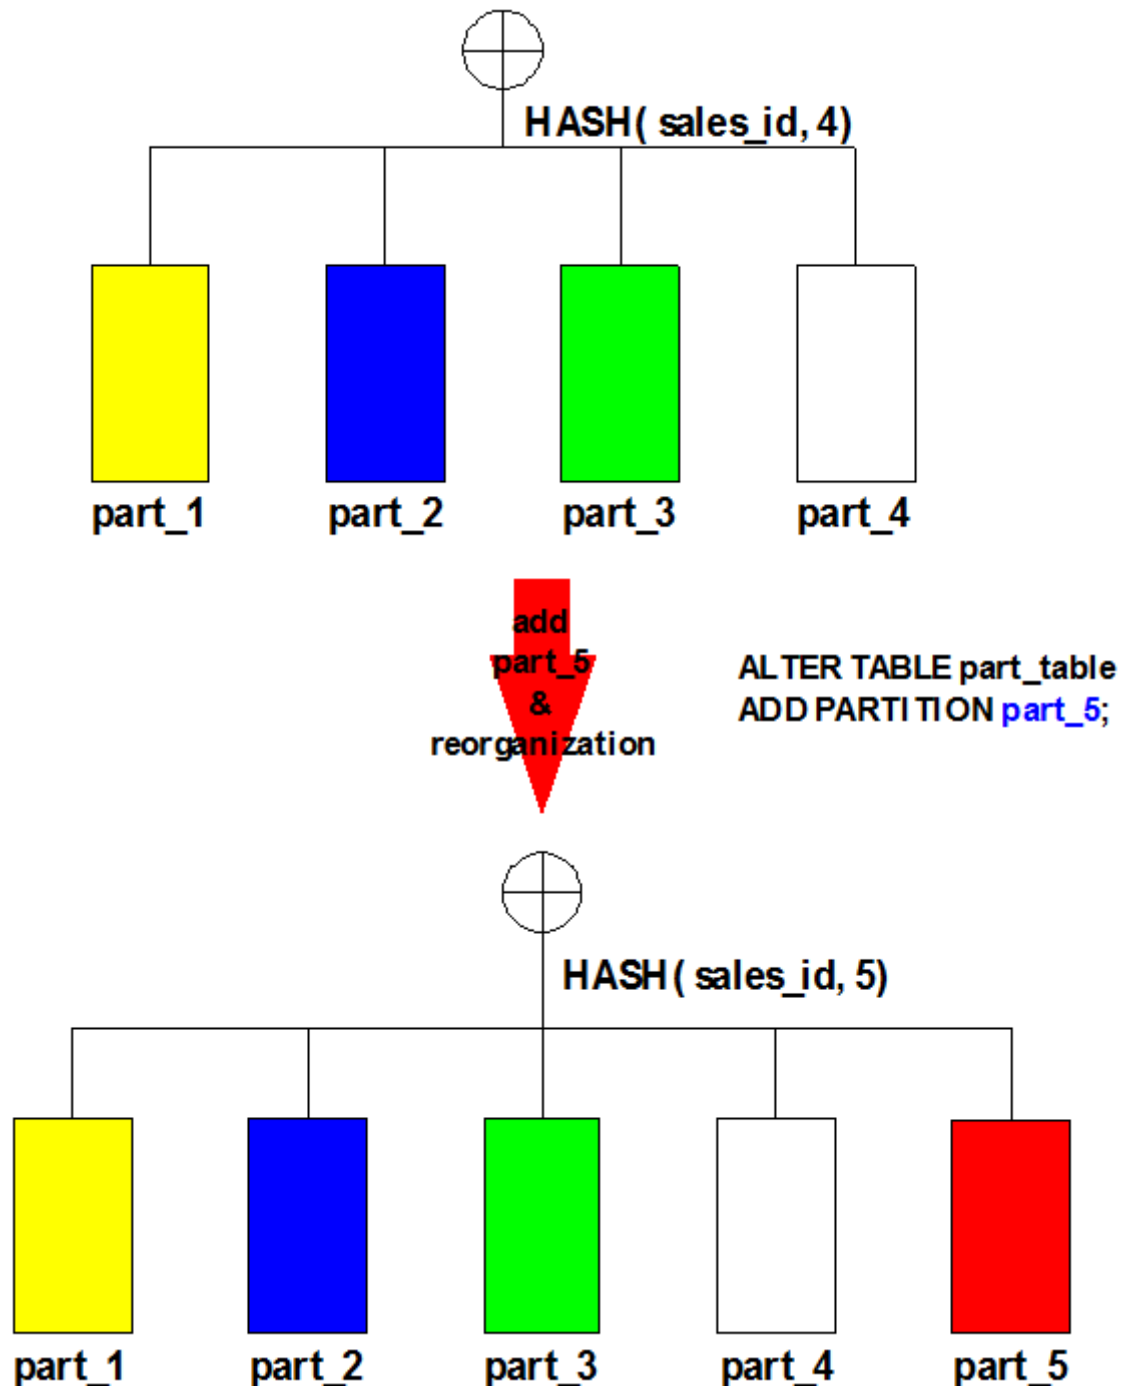 HASH( sales_id, 4)
part_1
part_2
part_3
part_4
add
part_5
&
reorganization
ALTER TABLE part_table
ADD PARTITION part_5;
HASH( sales_id, 5)
part_1
part_2
part_3
part_4
part_5